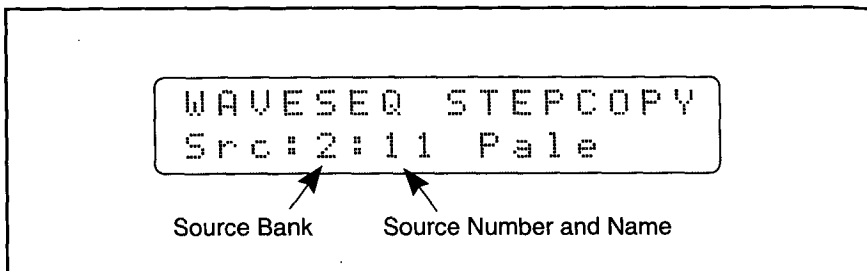 WAVESEQ STEPCOPY
Src:2:11 Pale
Source Bank Source Number and Name